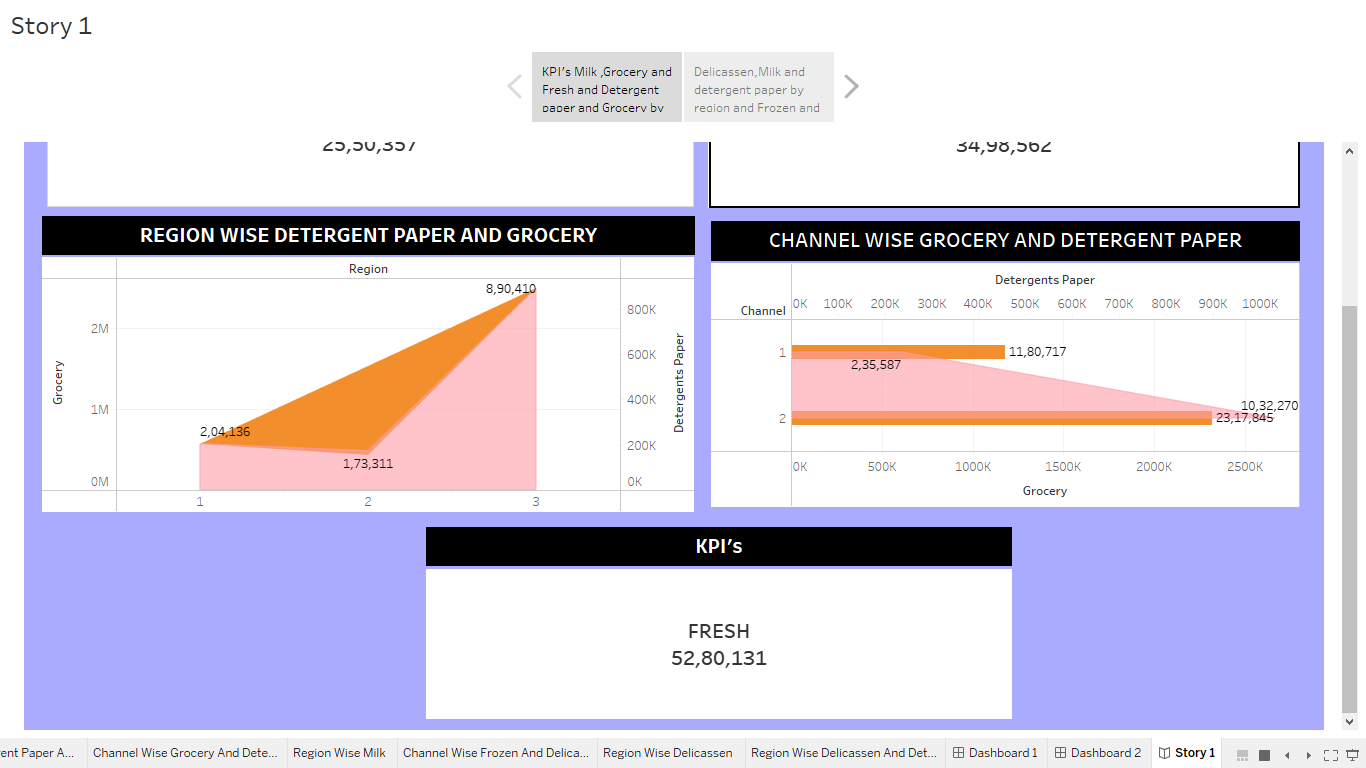 Story 1
KPI’s Milk ,Grocery and
Fresh and Detergent
paper and Grocery by
Delicassen,Milk and
detergent paper by
region and Frozen and
25,50,357
34,98,562
REGION WISE DETERGENT PAPER AND GROCERY
Region
Grocery
2M
1M
0M
8,90,410
2,04,136
1,73,311
800K
600K
400K
200K
0K
Detergents Paper
1 2 3
CHANNEL WISE GROCERY AND DETERGENT PAPER
Detergents Paper
Channel
0K 100K 200K 300K 400K 500K 600K 700K 800K 900K 1000K
1
11,80,717
2,35,587
10,32,270
2
23,17,845
0K 500K 1000K 1500K 2000K 2500K
Grocery
KPI’s
FRESH
52,80,131
ent Paper A... Channel Wise Grocery And Dete... Region Wise Milk Channel Wise Frozen And Delica... Region Wise Delicassen Region Wise Delicassen And Det... Dashboard 1 Dashboard 2 Story 1